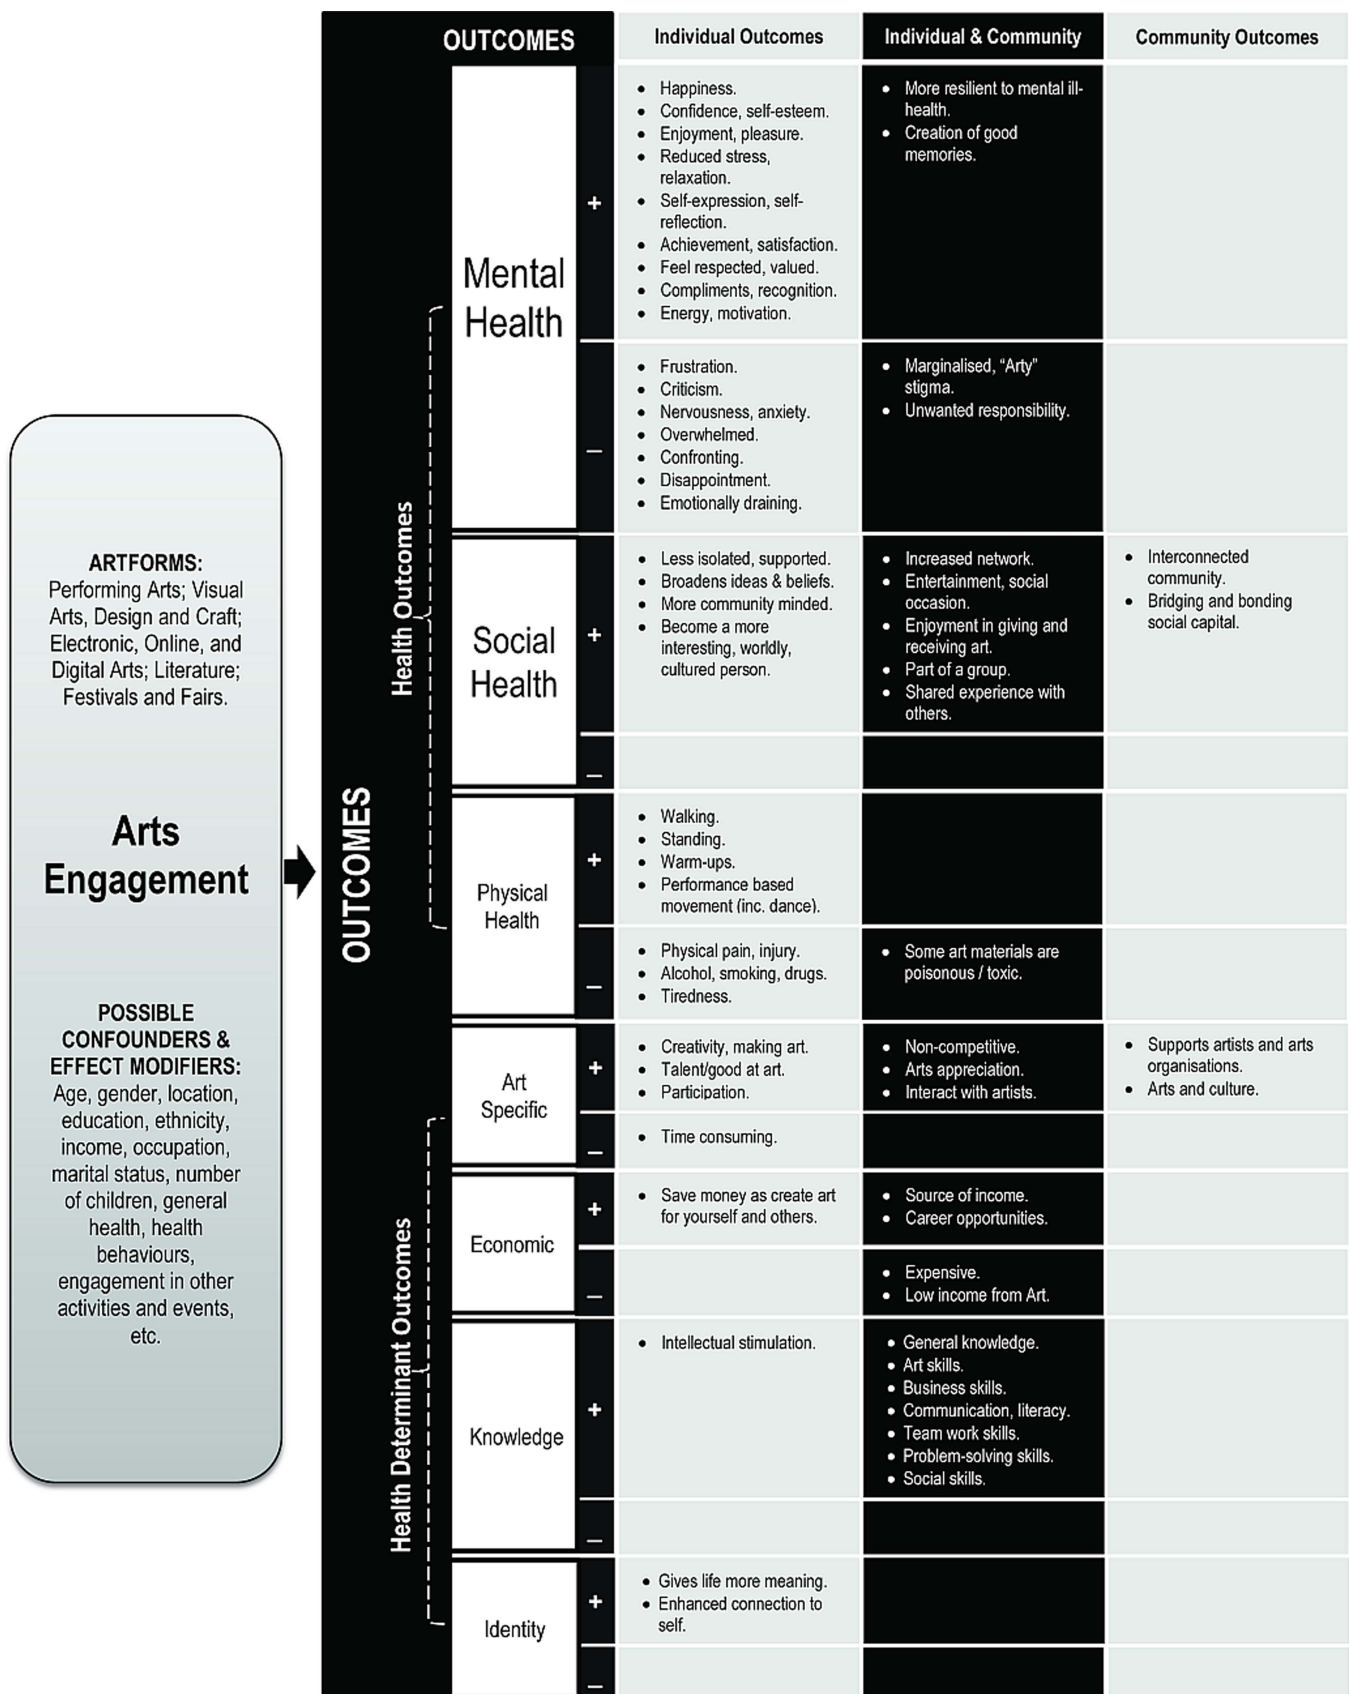 ARTFORMS:
Performing Arts; Visual
Arts, Design and Craft;
Electronic, Online, and
Digital Arts; Literature;
Festivals and Fairs.
Arts
Engagement
POSSIBLE
CONFOUNDERS &
EFFECT MODIFIERS:
Age, gender, location,
education, ethnicity,
income, occupation,
marital status, number
of children, general
health, health
behaviours,
engagement in other
activities and events,
etc.
OUTCOMES
Health Outcomes
Health Determinant Outcomes
OUTCOMES
Individual Outcomes
Individual & Community
Community Outcomes
Mental
Health
+
• Happiness.
• Confidence, self-esteem.
• Enjoyment, pleasure.
• Reduced stress,
relaxation.
• Self-expression, self-
reflection.
• Achievement, satisfaction.
• Feel respected, valued.
• Compliments, recognition.
• Energy, motivation.
• More resilient to mental ill-
health.
• Creation of good
memories.
–
• Frustration.
• Criticism.
• Nervousness, anxiety.
• Overwhelmed.
• Confronting.
• Disappointment.
• Emotionally draining.
• Marginalised, “Arty”
stigma.
• Unwanted responsibility.
Social
Health
+
• Less isolated, supported.
• Broadens ideas & beliefs.
• More community minded.
• Become a more
interesting, worldly,
cultured person.
• Increased network.
• Entertainment, social
occasion.
• Enjoyment in giving and
receiving art.
• Part of a group.
• Shared experience with
others.
• Interconnected
community.
• Bridging and bonding
social capital.
–
Physical
Health
+
• Walking.
• Standing.
• Warm-ups.
• Performance based
movement (inc. dance).
–
• Physical pain, injury.
• Alcohol, smoking, drugs.
• Tiredness.
• Some art materials are
poisonous / toxic.
Art
Specific
+
• Creativity, making art.
• Talent/good at art.
• Participation.
• Non-competitive.
• Arts appreciation.
• Interact with artists.
• Supports artists and arts
organisations.
• Arts and culture.
–
• Time consuming.
Economic
+
• Save money as create art
for yourself and others.
• Source of income.
• Career opportunities.
–
• Expensive.
• Low income from Art.
Knowledge
+
• Intellectual stimulation.
• General knowledge.
• Art skills.
• Business skills.
• Communication, literacy.
• Team work skills.
• Problem-solving skills.
• Social skills.
–
Identity
+
• Gives life more meaning.
• Enhanced connection to
self.
–